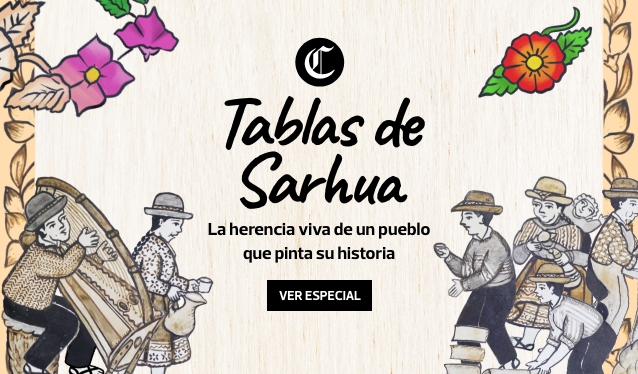 C
Tablas de
Sarhua
La herencia viva de un pueblo
que pinta su historia
VER ESPECIAL